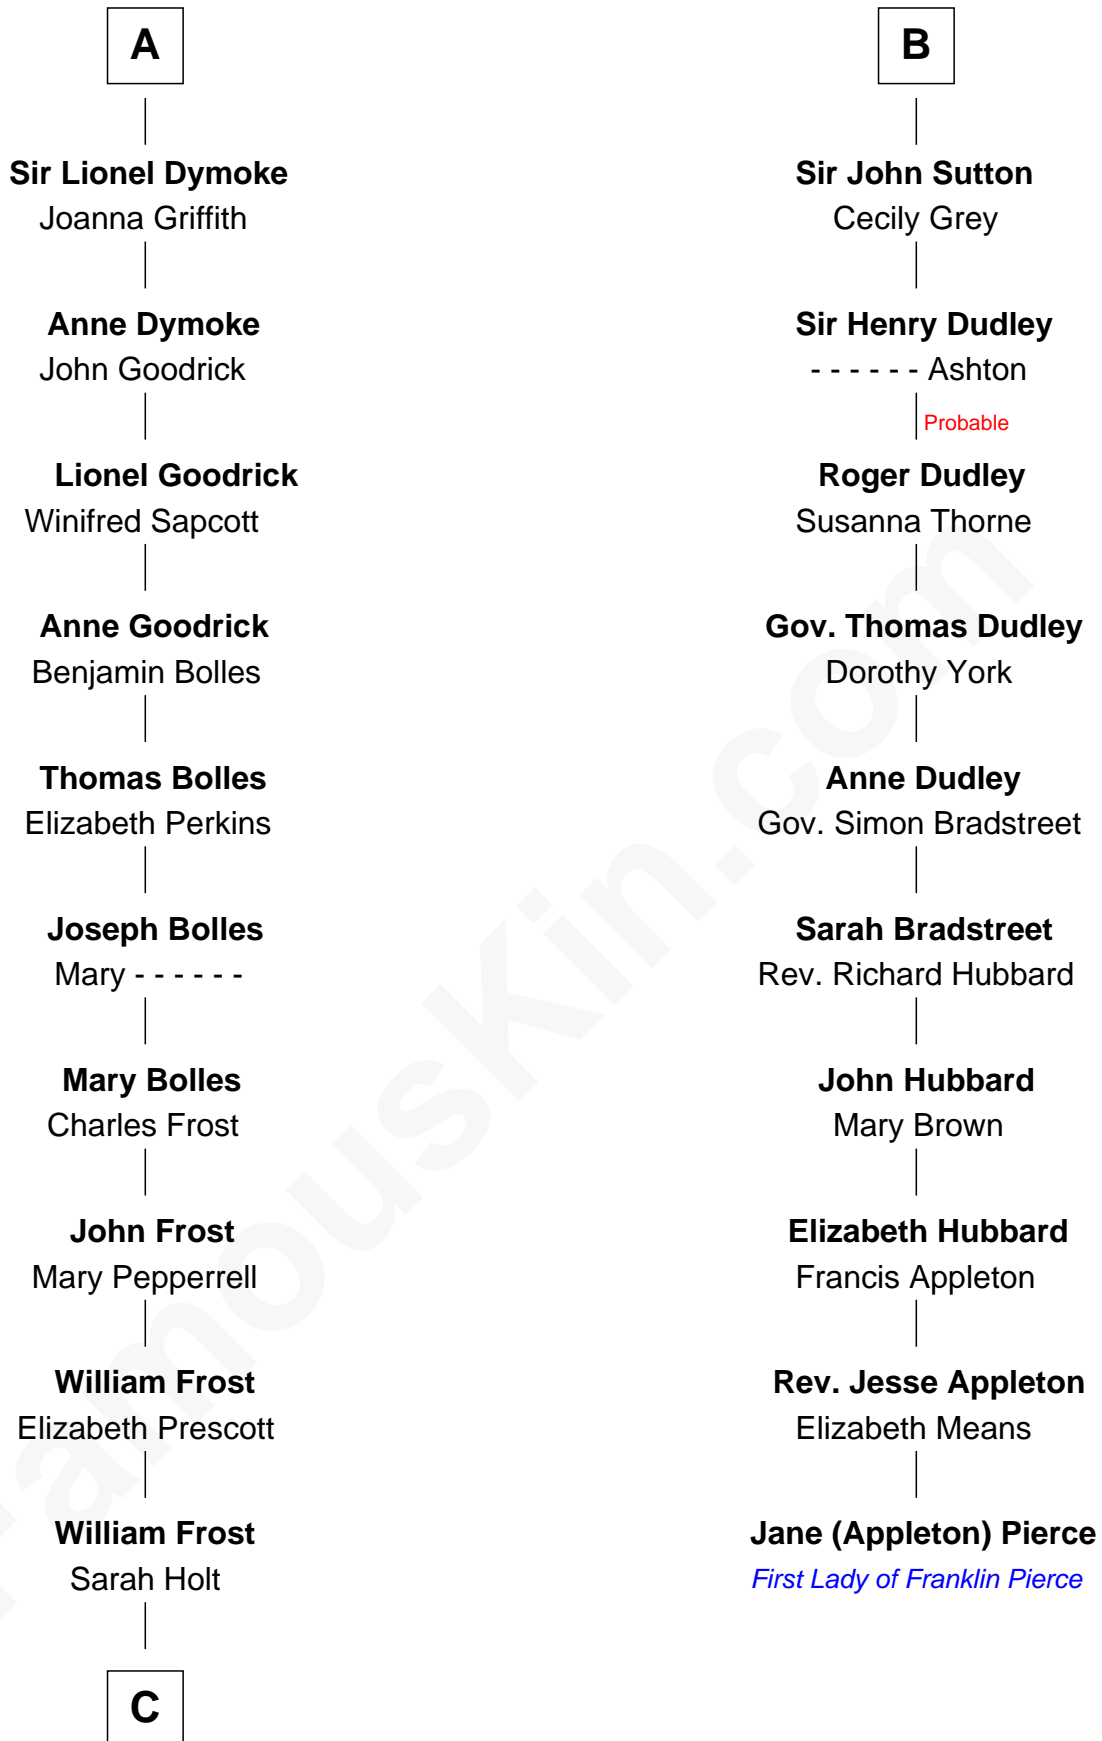 A
Sir Lionel Dymoke
Joanna Griffith
Anne Dymoke
John Goodrick
Lionel Goodrick
Winifred Sapcott
Anne Goodrick
Benjamin Bolles
Thomas Bolles
Elizabeth Perkins
Joseph Bolles
Mary - - - - - -
Mary Bolles
Charles Frost
John Frost
Mary Pepperrell
William Frost
Elizabeth Prescott
William Frost
Sarah Holt
C
B
Sir John Sutton
Cecily Grey
Sir Henry Dudley
- - - - - - Ashton
Probable
Roger Dudley
Susanna Thorne
Gov. Thomas Dudley
Dorothy York
Anne Dudley
Gov. Simon Bradstreet
Sarah Bradstreet
Rev. Richard Hubbard
John Hubbard
Mary Brown
Elizabeth Hubbard
Francis Appleton
Rev. Jesse Appleton
Elizabeth Means
Jane (Appleton) Pierce
First Lady of Franklin Pierce
FamousKin.com